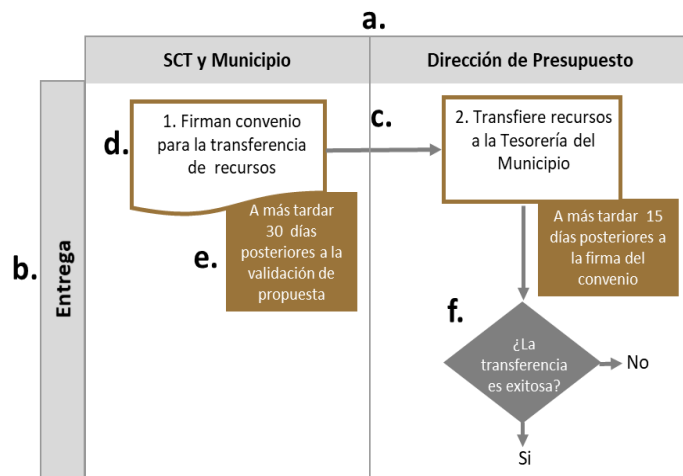 a.
SCT y Municipio
Dirección de Presupuesto
d.
1. Firman convenio
para la transferencia
de recursos
c.
2. Transfiere recursos
a la Tesorería del
Municipio
e.
A más tardar
30 días
posteriores a la
validación de
propuesta
A más tardar 15
días posteriores a
la firma del
convenio
b.
Entrega
f.
¿La
transferencia
es exitosa?
No
Si